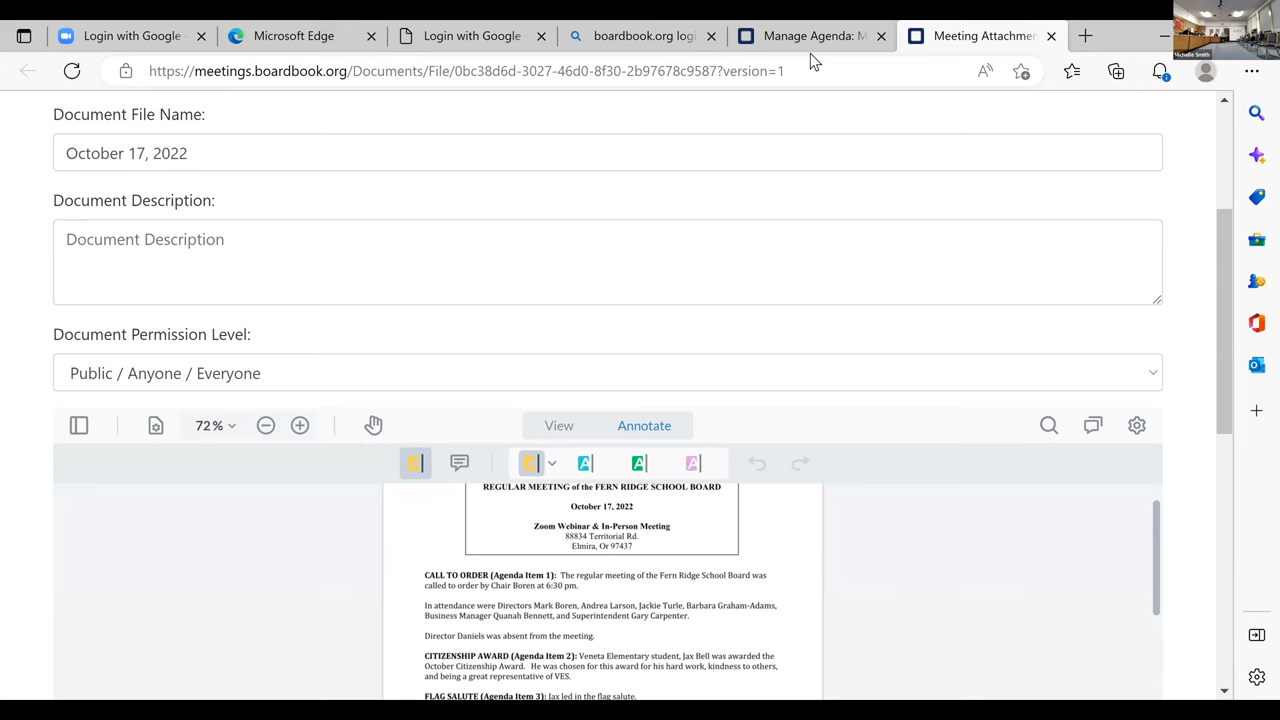 Login with Google -
Microsoft Edge
Login with Google
boardbook.org logi
Manage Agenda: M
Meeting Attachmen
https://meetings.boardbook.org/Documents/File/0bc38d6d-3027-46d0-8f30-2b97678c9587?version=1
Michelle Smith
Document File Name:
October 17, 2022
Document Description:
Document Description
Document Permission Level:
Public / Anyone / Everyone
72%
View
Annotate
REGULAR MEETING of the FERN RIDGE SCHOOL BOARD
October 17, 2022
Zoom Webinar & In-Person Meeting
88834 Territorial Rd.
Elmira, Or 97437
CALL TO ORDER (Agenda Item 1): The regular meeting of the Fern Ridge School Board was
called to order by Chair Boren at 6:30 pm.
In attendance were Directors Mark Boren, Andrea Larson, Jackie Turle, Barbara Graham-Adams,
Business Manager Quanah Bennett, and Superintendent Gary Carpenter.
Director Daniels was absent from the meeting.
CITIZENSHIP AWARD (Agenda Item 2): Veneta Elementary student, Jax Bell was awarded the
October Citizenship Award. He was chosen for this award for his hard work, kindness to others,
and being a great representative of VES.
FLAG SALUTE (Agenda Item 3): Jax led in the flag salute.